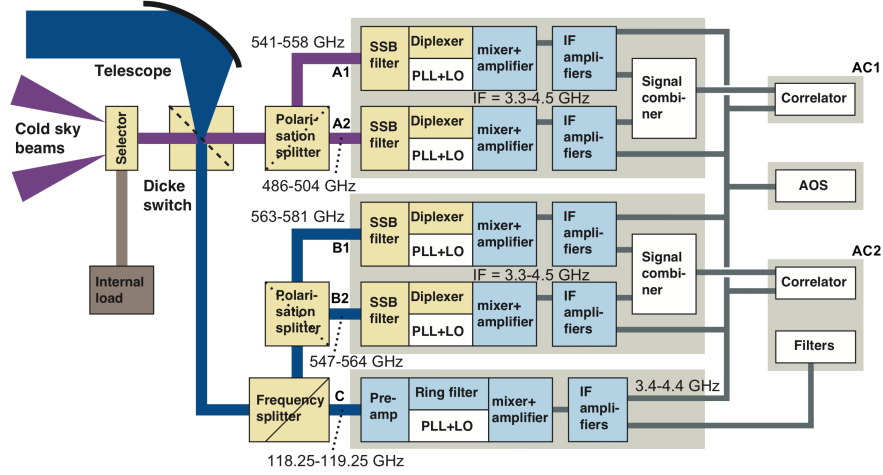 541-558 GHz
Telescope
A1
SSB
filter
Diplexer
PLL+LO
mixer+
amplifier
IF
ampli-
fiers
IF = 3.3-4.5 GHz
Signal
combi-
ner
AC1
Correlator
Cold sky
beams
Selector
Dicke
switch
Polari-
sation
splitter
A2
486-504 GHz
SSB
filter
Diplexer
PLL+LO
mixer+
amplifier
IF
ampli-
fiers
AOS
563-581 GHz
B1
SSB
filter
Diplexer
PLL+LO
mixer+
amplifier
IF
ampli-
fiers
IF = 3.3-4.5 GHz
Signal
combi-
ner
AC2
Correlator
Filters
Internal
load
Polari-
sation
splitter
B2
547-564 GHz
SSB
filter
Diplexer
PLL+LO
mixer+
amplifier
IF
ampli-
fiers
Frequency
splitter
C
118.25-119.25 GHz
Pre-
amp
Ring filter
PLL+LO
mixer+
amplifier
IF
ampli-
fiers
3.4-4.4 GHz